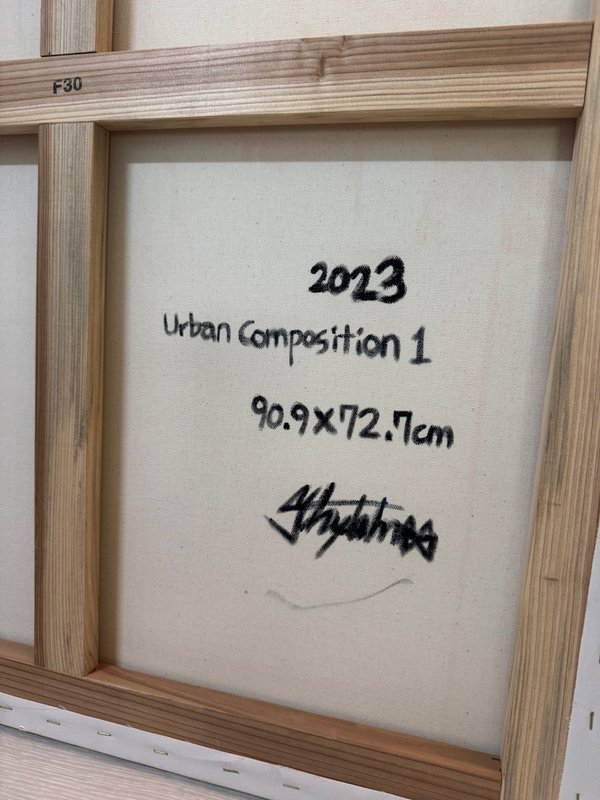 F30
2023
Urban Composition 1
90.9X72.7cm